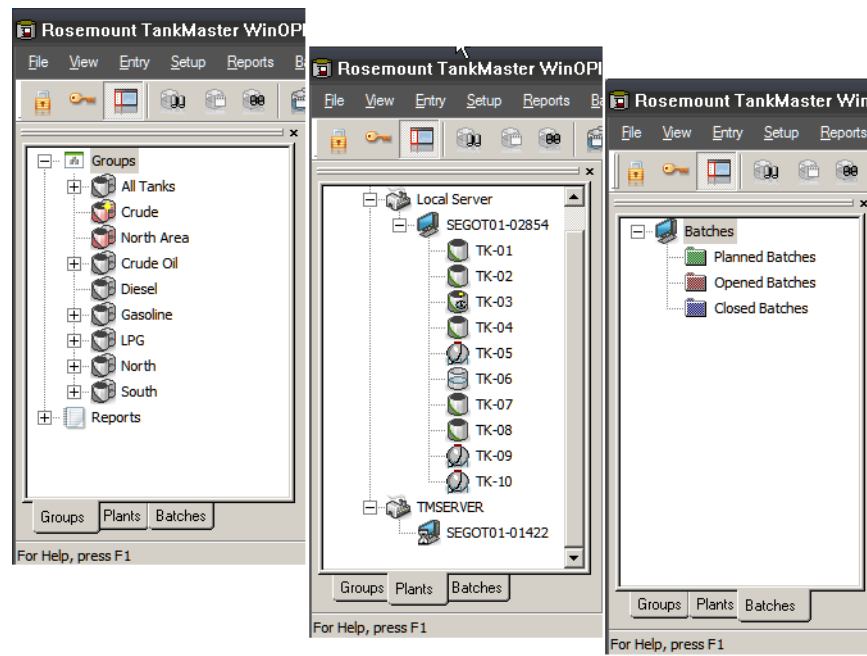 Rosemount TankMaster WinOPI
File View Entry Setup Reports
Groups
All Tanks
Crude
North Area
Crude Oil
Diesel
Gasoline
LPG
North
South
Reports
Groups Plants Batches
For Help, press F1
Rosemount TankMaster WinOPI
File View Entry Setup Reports Ba
Local Server
SEGOT01-02854
TK-01
TK-02
TK-03
TK-04
TK-05
TK-06
TK-07
TK-08
TK-09
TK-10
TMSERVER
SEGOT01-01422
Groups Plants Batches
For Help, press F1
Rosemount TankMaster Win
File View Entry Setup Reports
Batches
Planned Batches
Opened Batches
Closed Batches
Groups Plants Batches
For Help, press F1